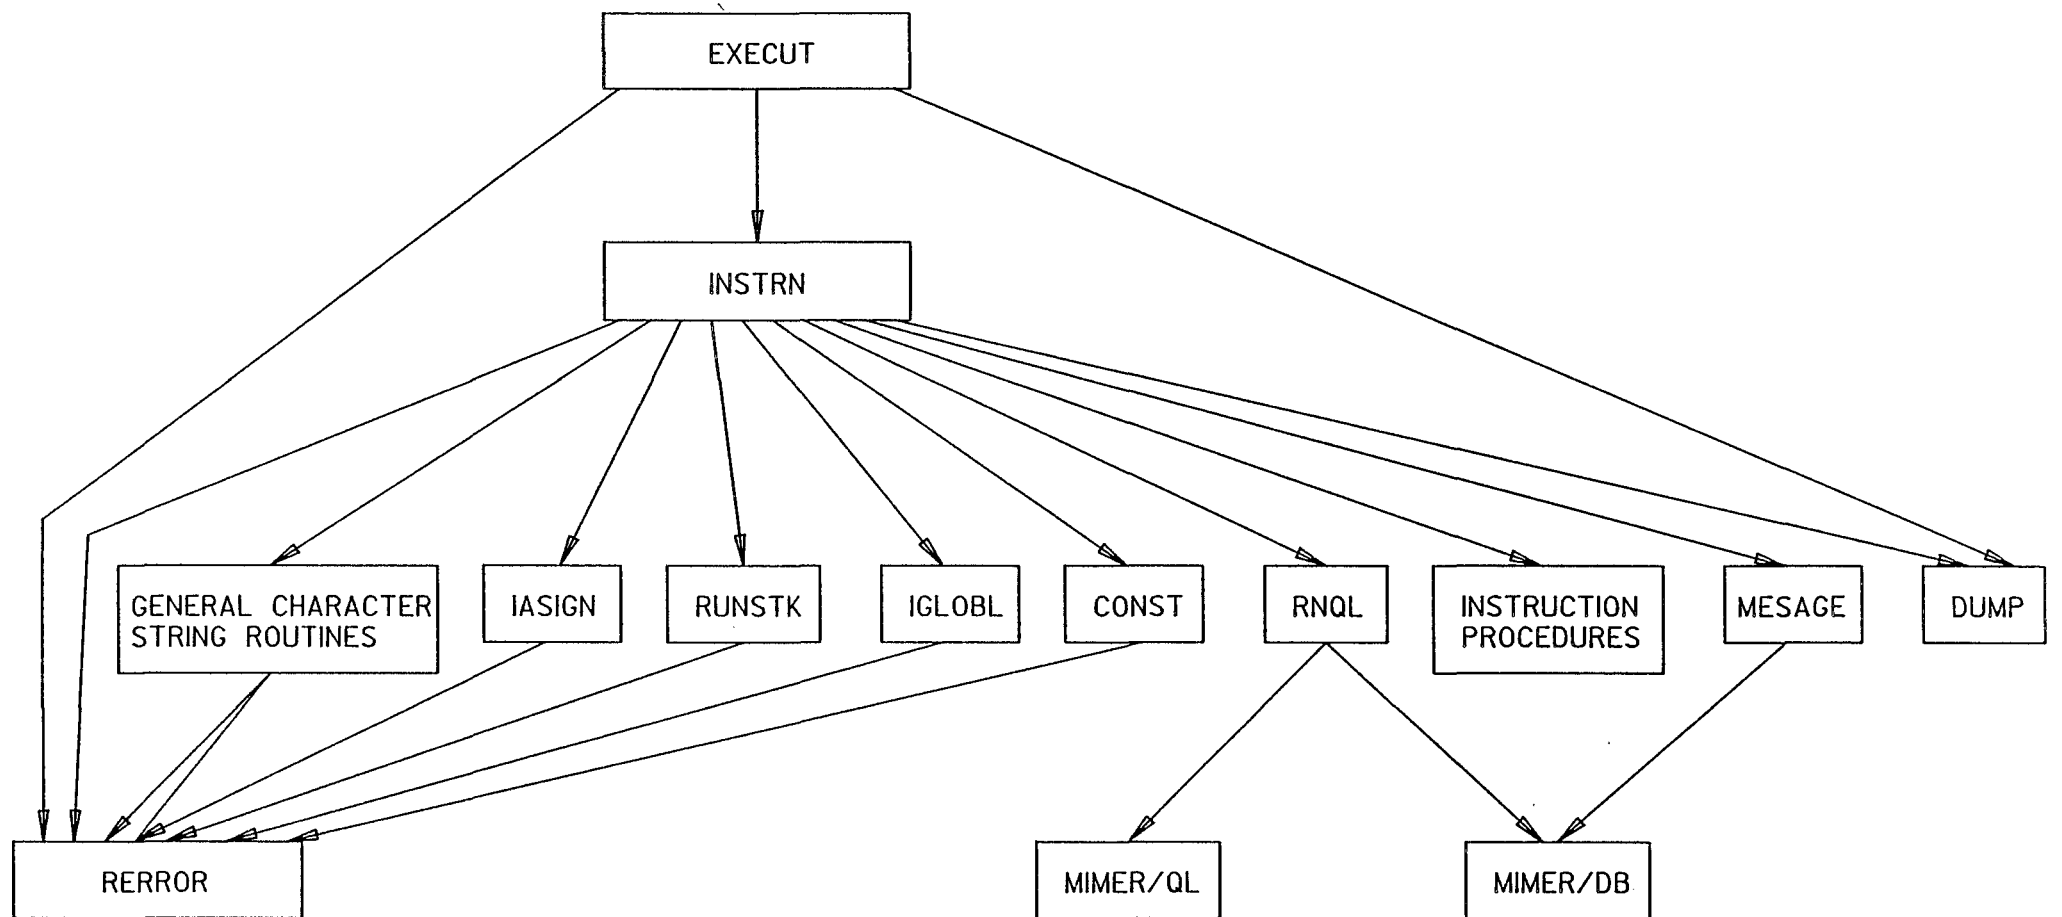 EXECUT
INSTRN
GENERAL CHARACTER
STRING ROUTINES
IASIGN
RUNSTK
IGLOBL
CONST
RNQL
INSTRUCTION
PROCEDURES
MESAGE
DUMP
RERROR
MIMER/QL
MIMER/DB